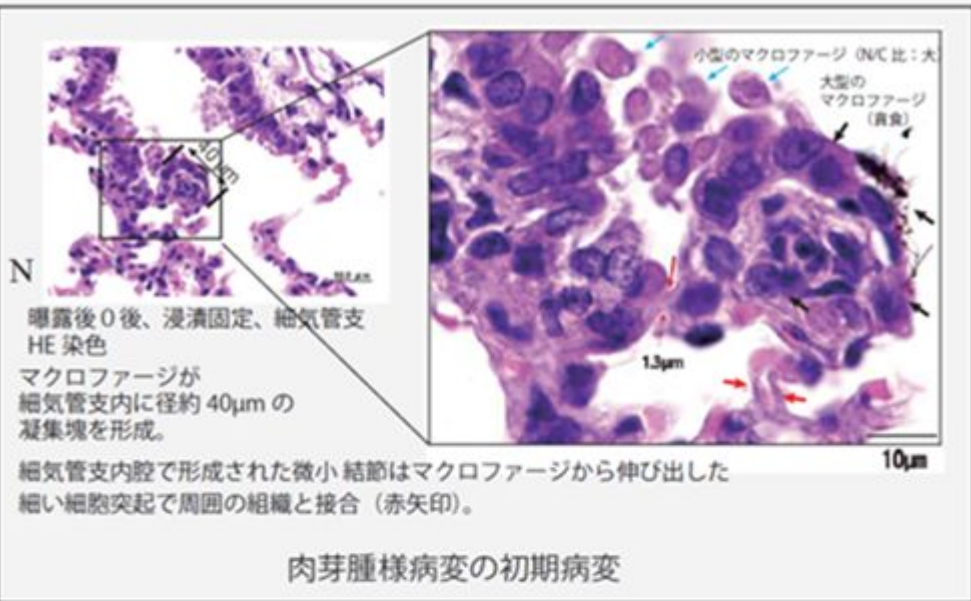 小型のマクロファージ（N/C 比：大
大型の
マクロファージ
（貪食）
40μm
10.0 μm
N
1.3μm
10μm
曝露後０後、浸漬固定、細気管支
HE 染色
マクロファージが
細気管支内に径約 40μm の
凝集塊を形成。
細気管支内腔で形成された微小 結節はマクロファージから伸び出した
細い細胞突起で周囲の組織と接合（赤矢印）。
肉芽腫様病変の初期病変